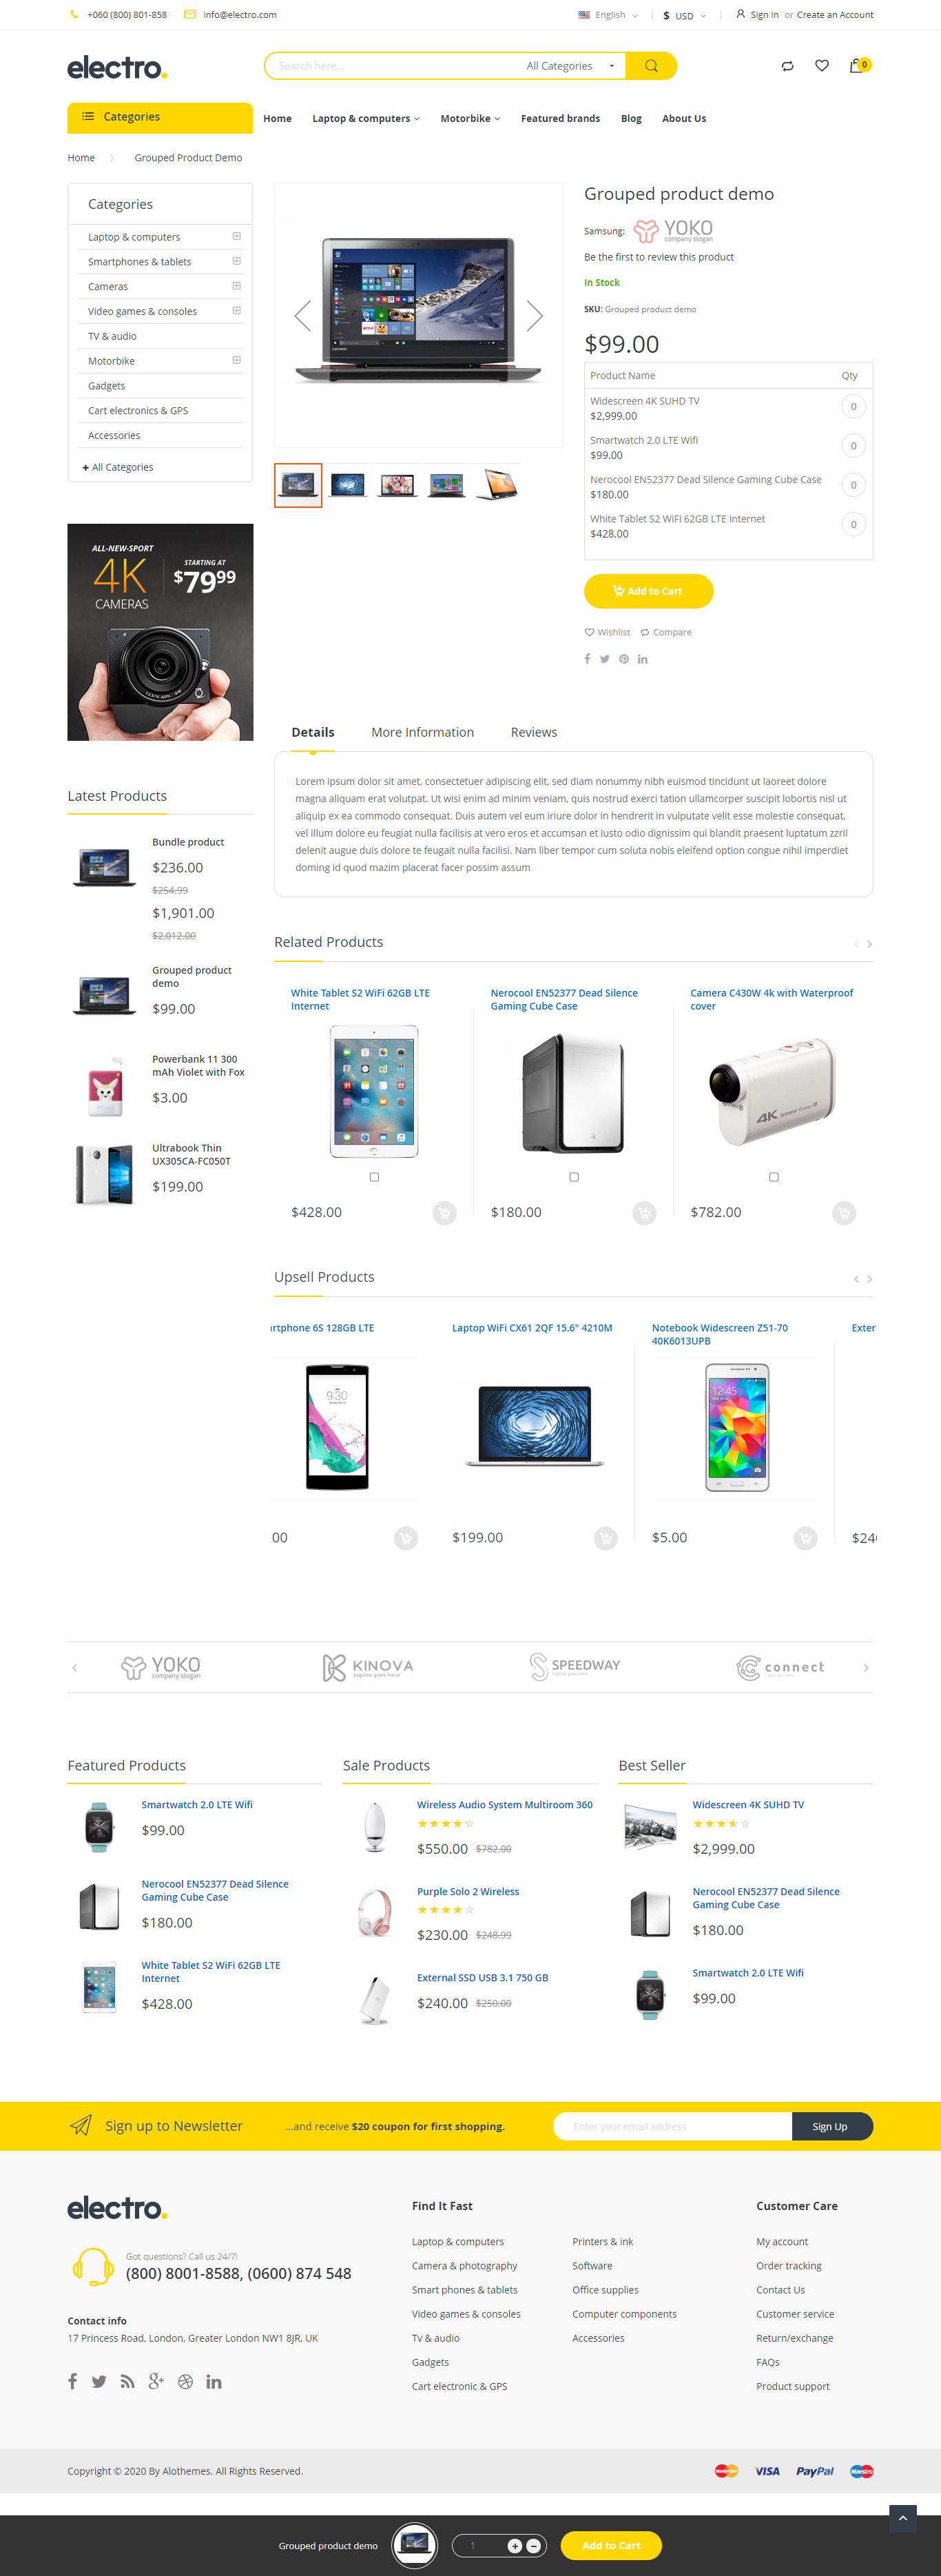 +060 (800) 801-858
info@electro.com
English
$ USD
Sign In or Create an Account
electro.
Search here...
All Categories
0
Categories
Home
Laptop & computers
Motorbike
Featured brands
Blog
About Us
Home
Grouped Product Demo
Categories
Laptop & computers
Smartphones & tablets
Cameras
Video games & consoles
TV & audio
Motorbike
Gadgets
Cart electronics & GPS
Accessories
+ All Categories
ALL-NEW-SPORT
4K
CAMERAS
STARTING AT
$79 99
Grouped product demo
Samsung:
YOKO
company slogan
Be the first to review this product
In Stock
SKU: Grouped product demo
$99.00
Product Name
Qty
Widescreen 4K SUHD TV
$2,999.00
0
Smartwatch 2.0 LTE Wifi
$99.00
0
Nerocool EN52377 Dead Silence Gaming Cube Case
$180.00
0
White Tablet S2 WiFi 62GB LTE Internet
$428.00
0
Add to Cart
Wishlist
Compare
Details
More Information
Reviews
Lorem ipsum dolor sit amet, consectetuer adipiscing elit, sed diam nonummy nibh euismod tincidunt ut laoreet dolore
magna aliquam erat volutpat. Ut wisi enim ad minim veniam, quis nostrud exerci tation ullamcorper suscipit lobortis nisl ut
aliquip ex ea commodo consequat. Duis autem vel eum iriure dolor in hendrerit in vulputate velit esse molestie consequat,
vel illum dolore eu feugiat nulla facilisis at vero eros et accumsan et iusto odio dignissim qui blandit praesent luptatum zzril
delenit augue duis dolore te feugait nulla facilisi. Nam liber tempor cum soluta nobis eleifend option congue nihil imperdiet
doming id quod mazim placerat facer possim assum
Latest Products
Bundle product
$236.00
$254.99
$1,901.00
$2,012.00
Grouped product
demo
$99.00
Powerbank 11 300
mAh Violet with Fox
$3.00
Ultrabook Thin
UX305CA-FC050T
$199.00
Related Products
White Tablet S2 WiFi 62GB LTE
Internet
$428.00
Nerocool EN52377 Dead Silence
Gaming Cube Case
$180.00
Camera C430W 4k with Waterproof
cover
4K
$782.00
Upsell Products
rtphone 6S 128GB LTE
9:30
00
Laptop WiFi CX61 2QF 15.6" 4210M
$199.00
Notebook Widescreen Z51-70
40K6013UPB
12:45
$5.00
Exter
$24
YOKO
company slogan
KINOVA
tagline goes here
SPEEDWAY
connect
Featured Products
Smartwatch 2.0 LTE Wifi
$99.00
Nerocool EN52377 Dead Silence
Gaming Cube Case
$180.00
White Tablet S2 WiFi 62GB LTE
Internet
$428.00
Sale Products
Wireless Audio System Multiroom 360
$550.00 $782.00
Purple Solo 2 Wireless
$230.00 $248.99
External SSD USB 3.1 750 GB
$240.00 $250.00
Best Seller
Widescreen 4K SUHD TV
$2,999.00
Nerocool EN52377 Dead Silence
Gaming Cube Case
$180.00
Smartwatch 2.0 LTE Wifi
$99.00
Sign up to Newsletter
...and receive $20 coupon for first shopping.
Enter your email address
Sign Up
electro.
Got questions? Call us 24/7!
(800) 8001-8588, (0600) 874 548
Contact info
17 Princess Road, London, Greater London NW1 8JR, UK
Find It Fast
Laptop & computers
Camera & photography
Smart phones & tablets
Video games & consoles
Tv & audio
Gadgets
Cart electronic & GPS
Printers & ink
Software
Office supplies
Computer components
Accessories
Customer Care
My account
Order tracking
Contact Us
Customer service
Return/exchange
FAQs
Product support
Copyright © 2020 By Alothemes. All Rights Reserved.
MasterCard
VISA
PayPal
Maestro
Grouped product demo
1
Add to Cart